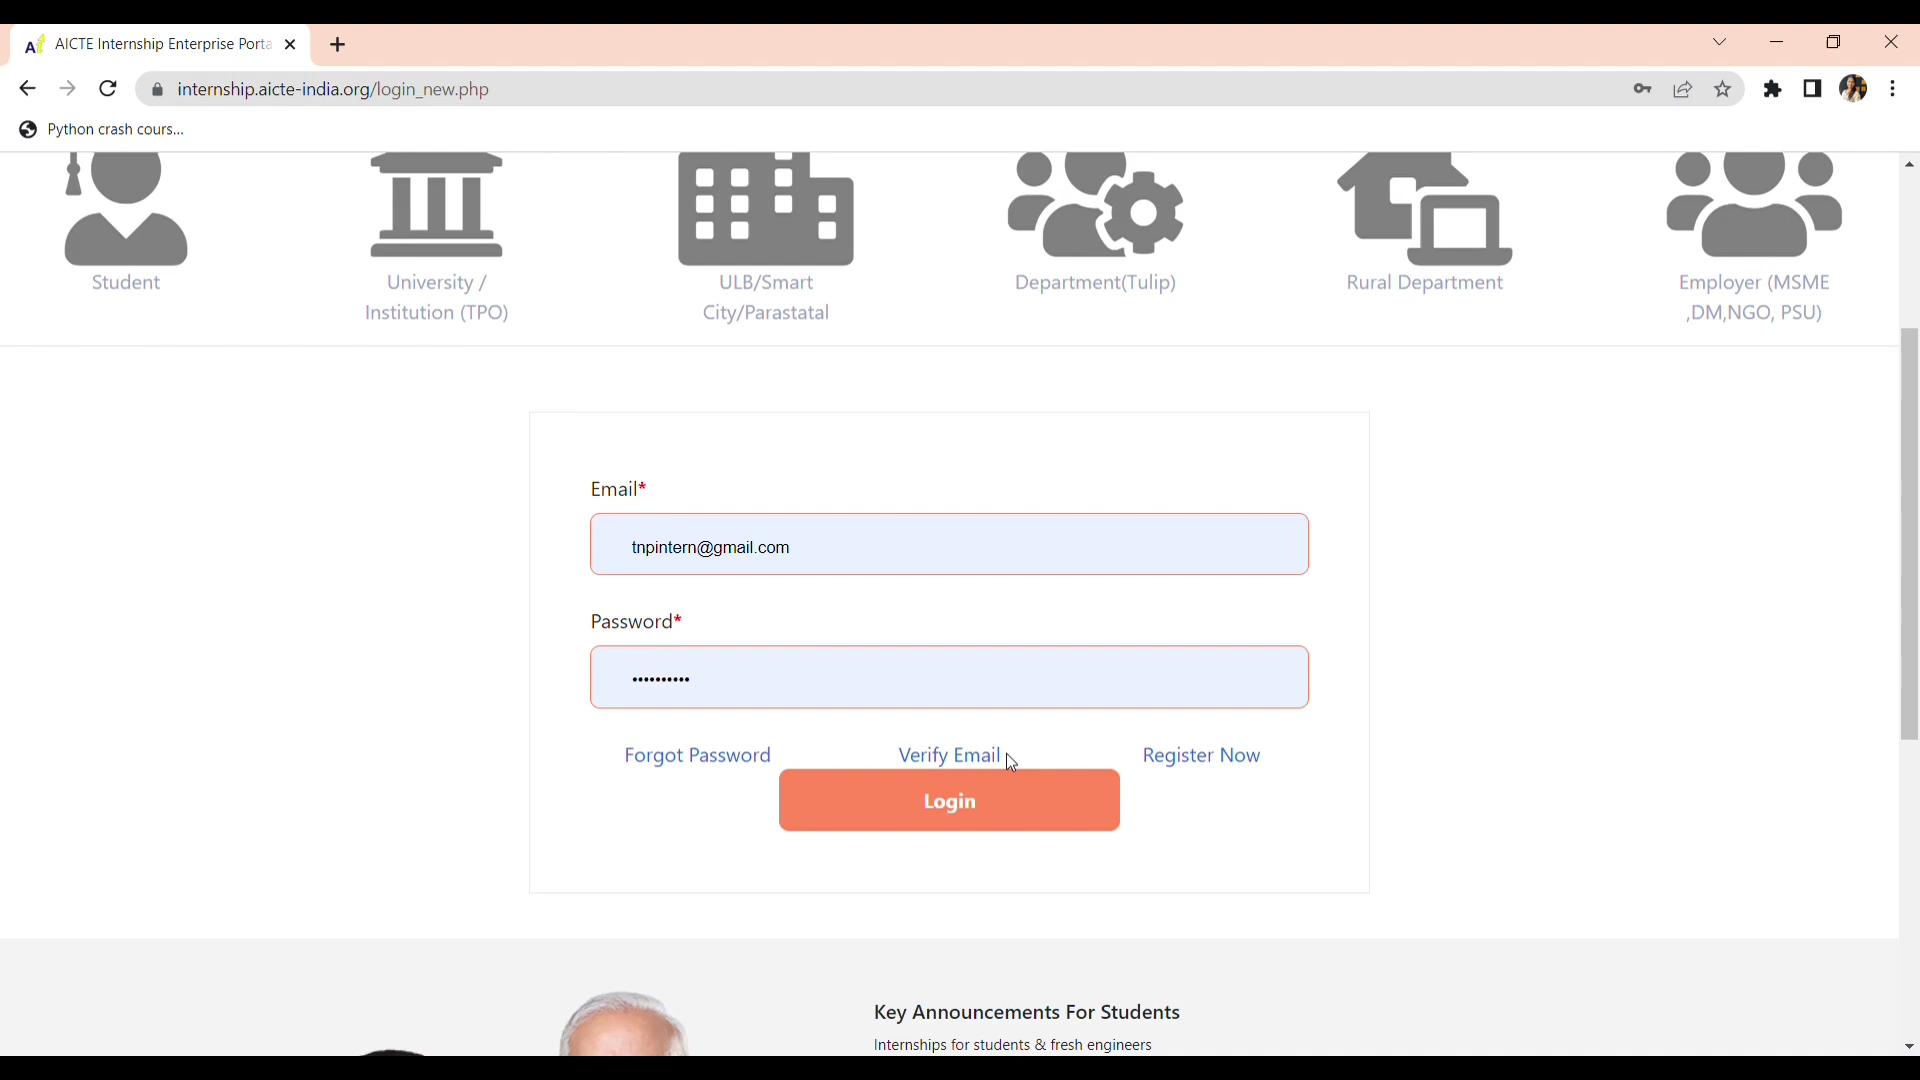 AICTE Internship Enterprise Porta
internship.aicte-india.org/login_new.php
Python crash cours...
Student
University /
Institution (TPO)
ULB/Smart
City/Parastatal
Department(Tulip)
Rural Department
Employer (MSME
,DM,NGO, PSU)
Email*
tnpintern@gmail.com
Password*
••••••••••
Forgot Password
Verify Email
Register Now
Login
Key Announcements For Students
Internships for students & fresh engineers